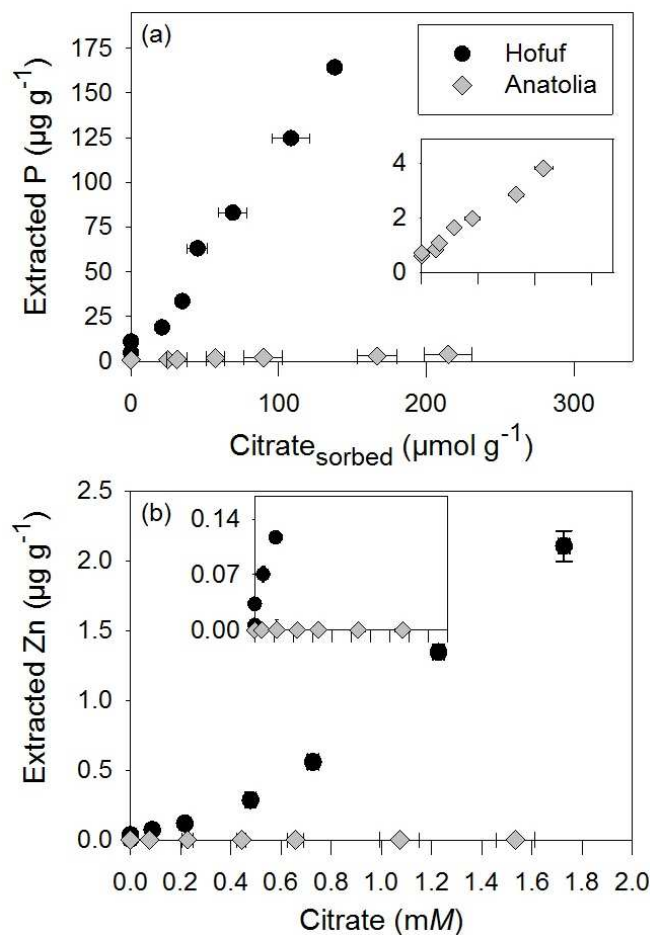 (a)
Hofuf
Anatolia
Extracted P (µg g⁻¹)
175
150
125
100
75
50
25
0
4
2
0
0 100 200 300
Citrate sorbed (µmol g⁻¹)
(b)
Extracted Zn (µg g⁻¹)
2.5
2.0
1.5
1.0
0.5
0.0
0.14
0.07
0.00
0.0 0.2 0.4 0.6 0.8 1.0 1.2 1.4 1.6 1.8 2.0
Citrate (mM)